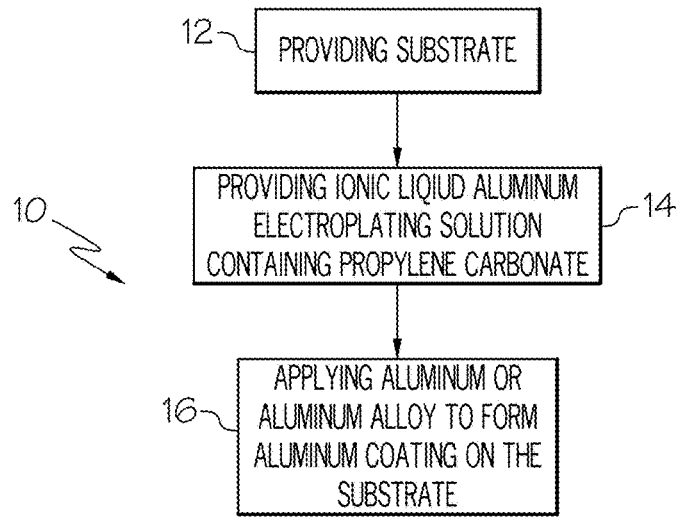 12
PROVIDING SUBSTRATE
PROVIDING IONIC LIQIUD ALUMINUM
ELECTROPLATING SOLUTION
CONTAINING PROPYLENE CARBONATE
14
10
APPLYING ALUMINUM OR
ALUMINUM ALLOY TO FORM
ALUMINUM COATING ON THE
SUBSTRATE
16